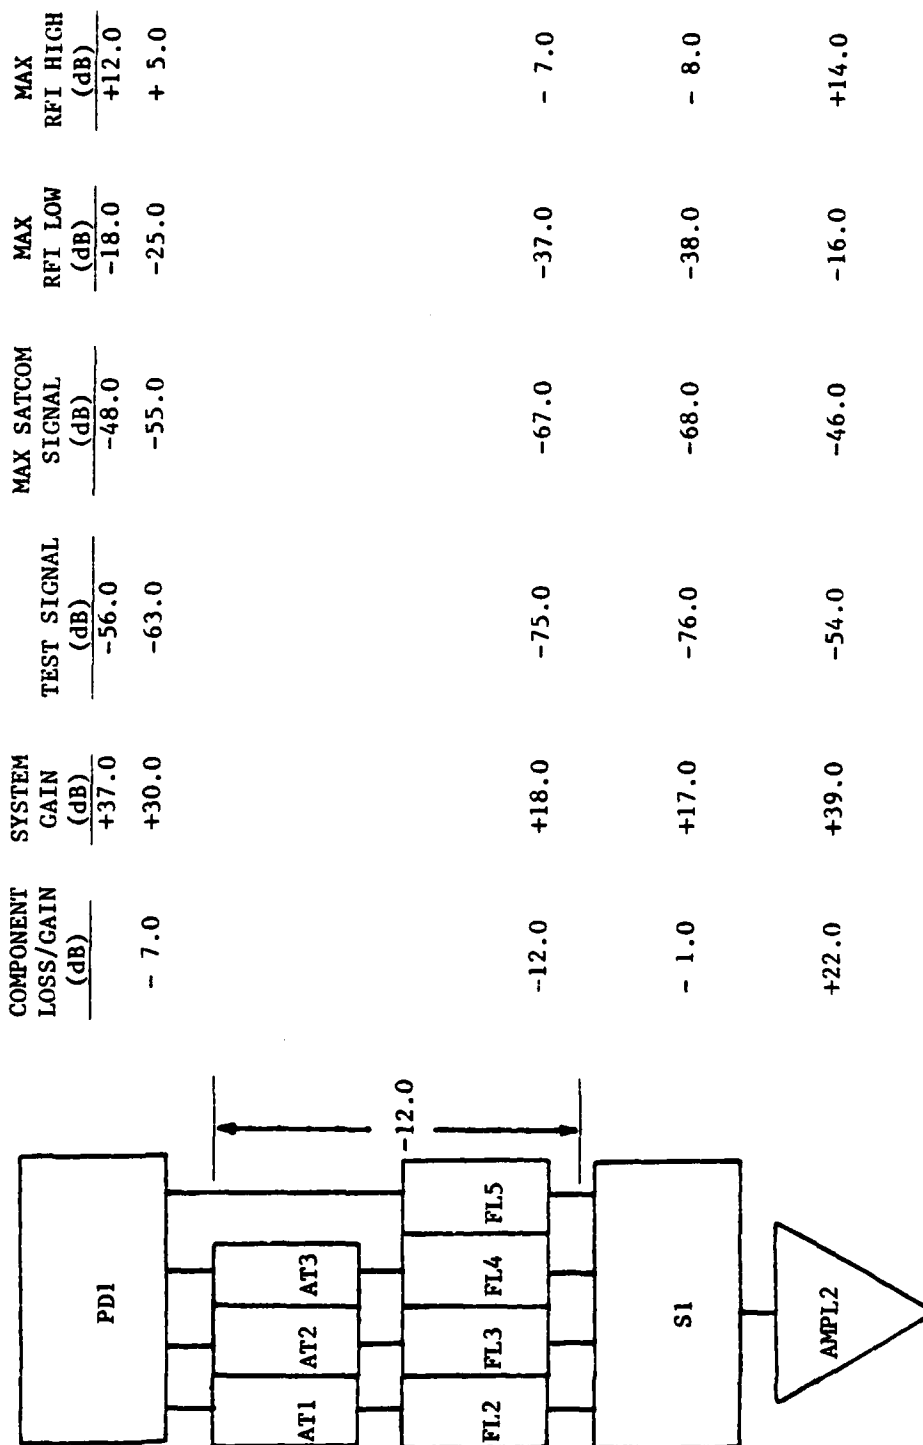 COMPONENT SYSTEM MAX SATCOM MAX MAX
LOSS/GAIN GAIN TEST SIGNAL SIGNAL RFI LOW RFI HIGH
(dB) (dB) (dB) (dB) (dB) (dB)
PD1 +37.0 -56.0 -48.0 -18.0 +12.0
- 7.0 +30.0 -63.0 -55.0 -25.0 + 5.0
AT1 AT2 AT3
-12.0
FL2 FL3 FL4 FL5
-12.0 +18.0 -75.0 -67.0 -37.0 - 7.0
S1 - 1.0 +17.0 -76.0 -68.0 -38.0 - 8.0
AMPL2 +22.0 +39.0 -54.0 -46.0 -16.0 +14.0